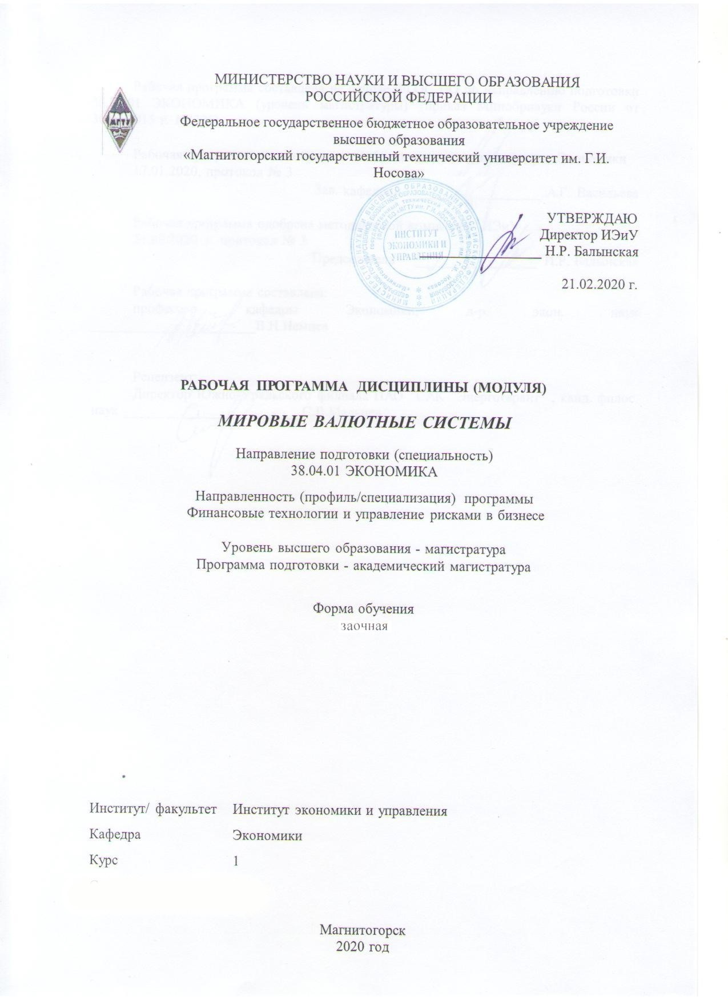 МИНИСТЕРСТВО НАУКИ И ВЫСШЕГО ОБРАЗОВАНИЯ
РОССИЙСКОЙ ФЕДЕРАЦИИ
МГТУ
Федеральное государственное бюджетное образовательное учреждение
высшего образования
«Магнитогорский государственный технический университет им. Г.И.
Носова»
ИНСТИТУТ
ЭКОНОМИКИ И
УПРАВЛЕНИЯ
УТВЕРЖДАЮ
Директор ИЭиУ
Н.Р. Балынская
21.02.2020 г.
РАБОЧАЯ ПРОГРАММА ДИСЦИПЛИНЫ (МОДУЛЯ)
МИРОВЫЕ ВАЛЮТНЫЕ СИСТЕМЫ
Направление подготовки (специальность)
38.04.01 ЭКОНОМИКА
Направленность (профиль/специализация) программы
Финансовые технологии и управление рисками в бизнесе
Уровень высшего образования - магистратура
Программа подготовки - академический магистратура
Форма обучения
заочная
Институт/ факультет Институт экономики и управления
Кафедра Экономики
Курс 1
Магнитогорск
2020 год